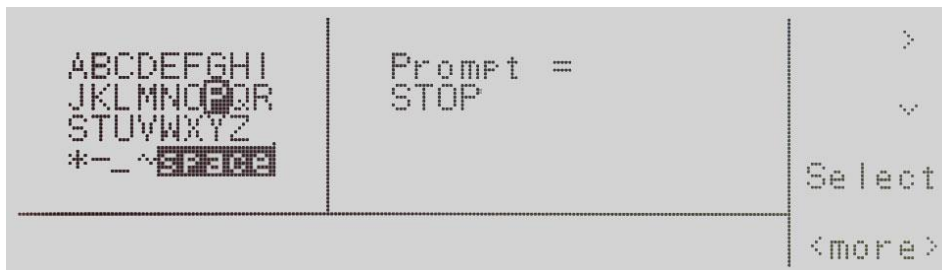 ABCDEFGHI
JKLMNOPQR
STUVWXYZ
*-_~space
Prompt =
STOP
>
˅
Select
<more>